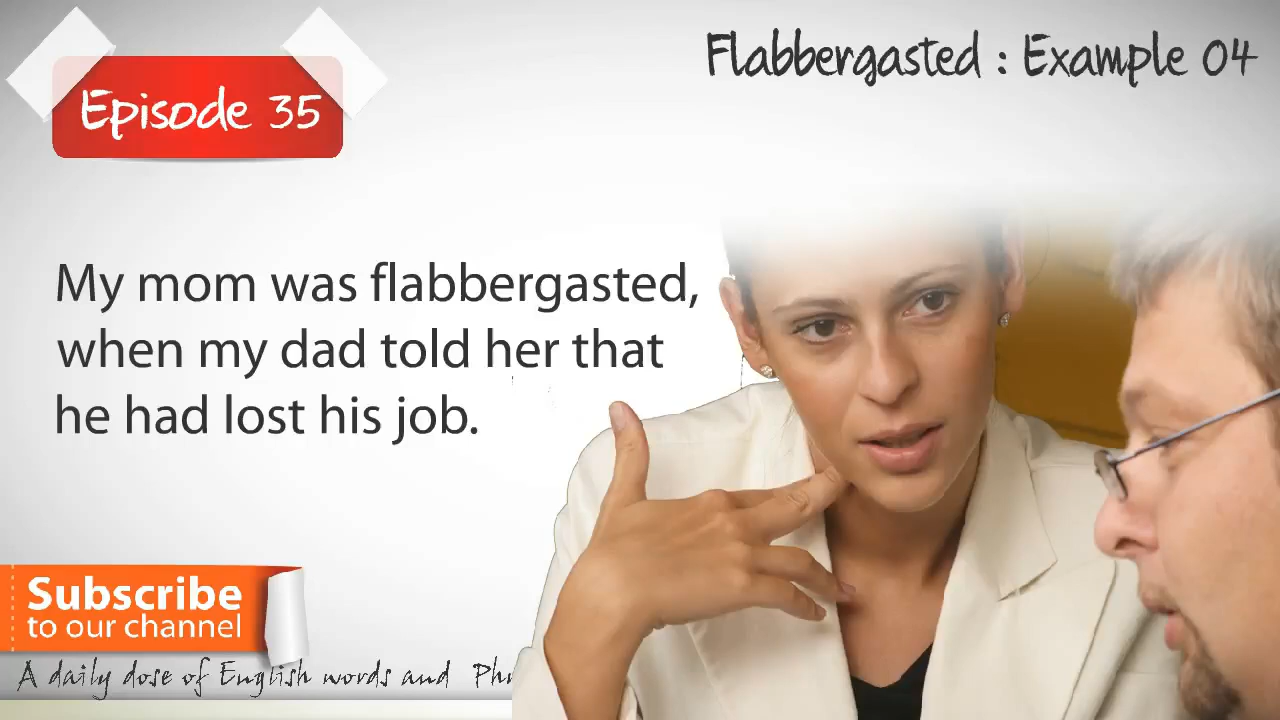 Episode 35
Flabbergasted : Example 04
My mom was flabbergasted,
when my dad told her that
he had lost his job.
Subscribe
to our channel
A daily dose of English words and